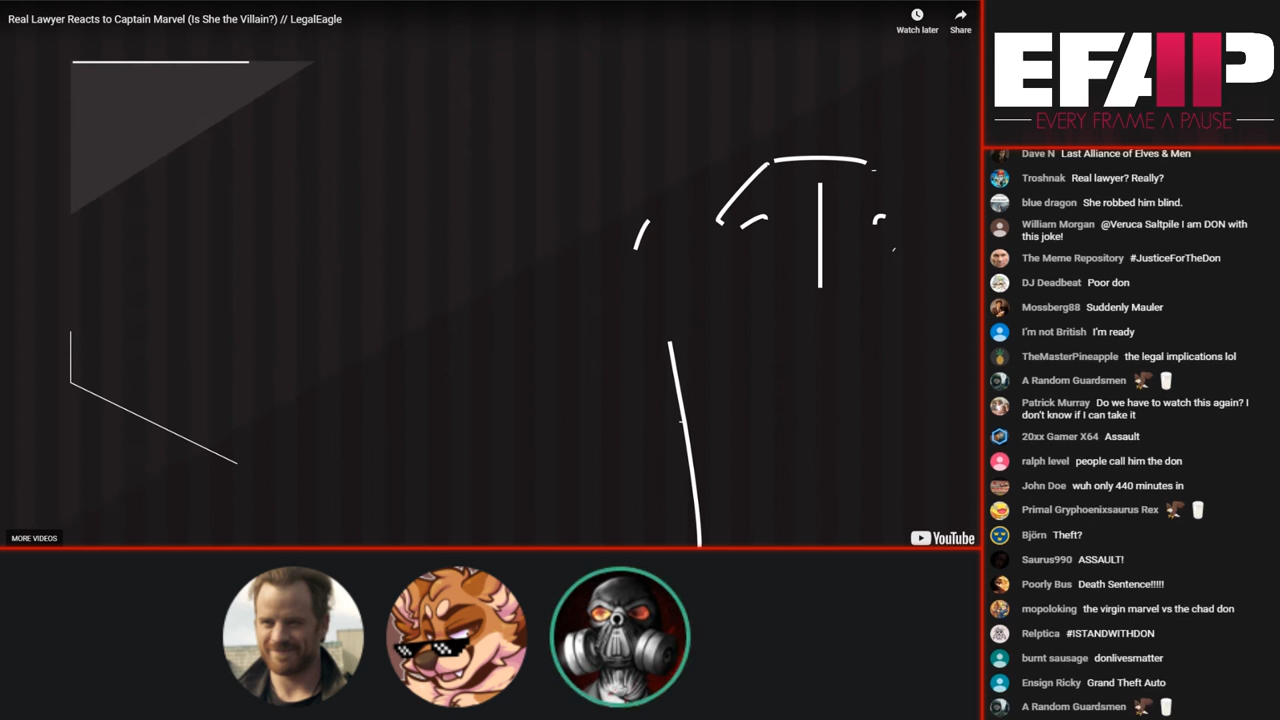 Real Lawyer Reacts to Captain Marvel (Is She the Villain?) // LegalEagle
Watch later
Share
MORE VIDEOS
YouTube
EFAP
EVERY FRAME A PAUSE
Dave N Last Alliance of Elves & Men
Troshnak Real lawyer? Really?
blue dragon She robbed him blind.
William Morgan @Veruca Saltpile I am DON with
this joke!
The Meme Repository #JusticeForTheDon
DJ Deadbeat Poor don
Mossberg88 Suddenly Mauler
I'm not British I'm ready
TheMasterPineapple the legal implications lol
A Random Guardsmen
Patrick Murray Do we have to watch this again? I
don't know if I can take it
20xx Gamer X64 Assault
ralph level people call him the don
John Doe wuh only 440 minutes in
Primal Gryphoenixsaurus Rex
Björn Theft?
Saurus990 ASSAULT!
Poorly Bus Death Sentence!!!!!
mopoloking the virgin marvel vs the chad don
Relptica #ISTANDWITHDON
burnt sausage donlivesmatter
Ensign Ricky Grand Theft Auto
A Random Guardsmen